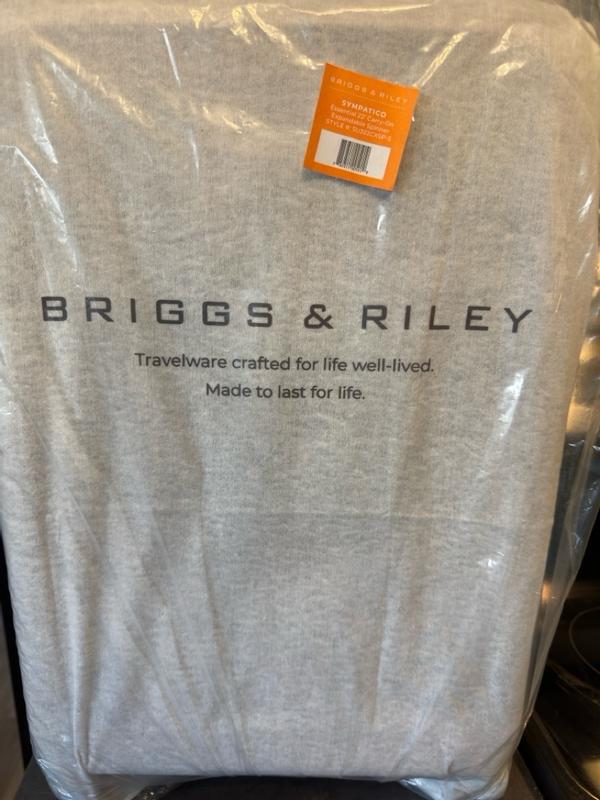 BRIGGS & RILEY
SYMPATICO
Essential 22" Carry-On
Expandable Spinner
BRIGGS & RILEY
Travelware crafted for life well-lived.
Made to last for life.